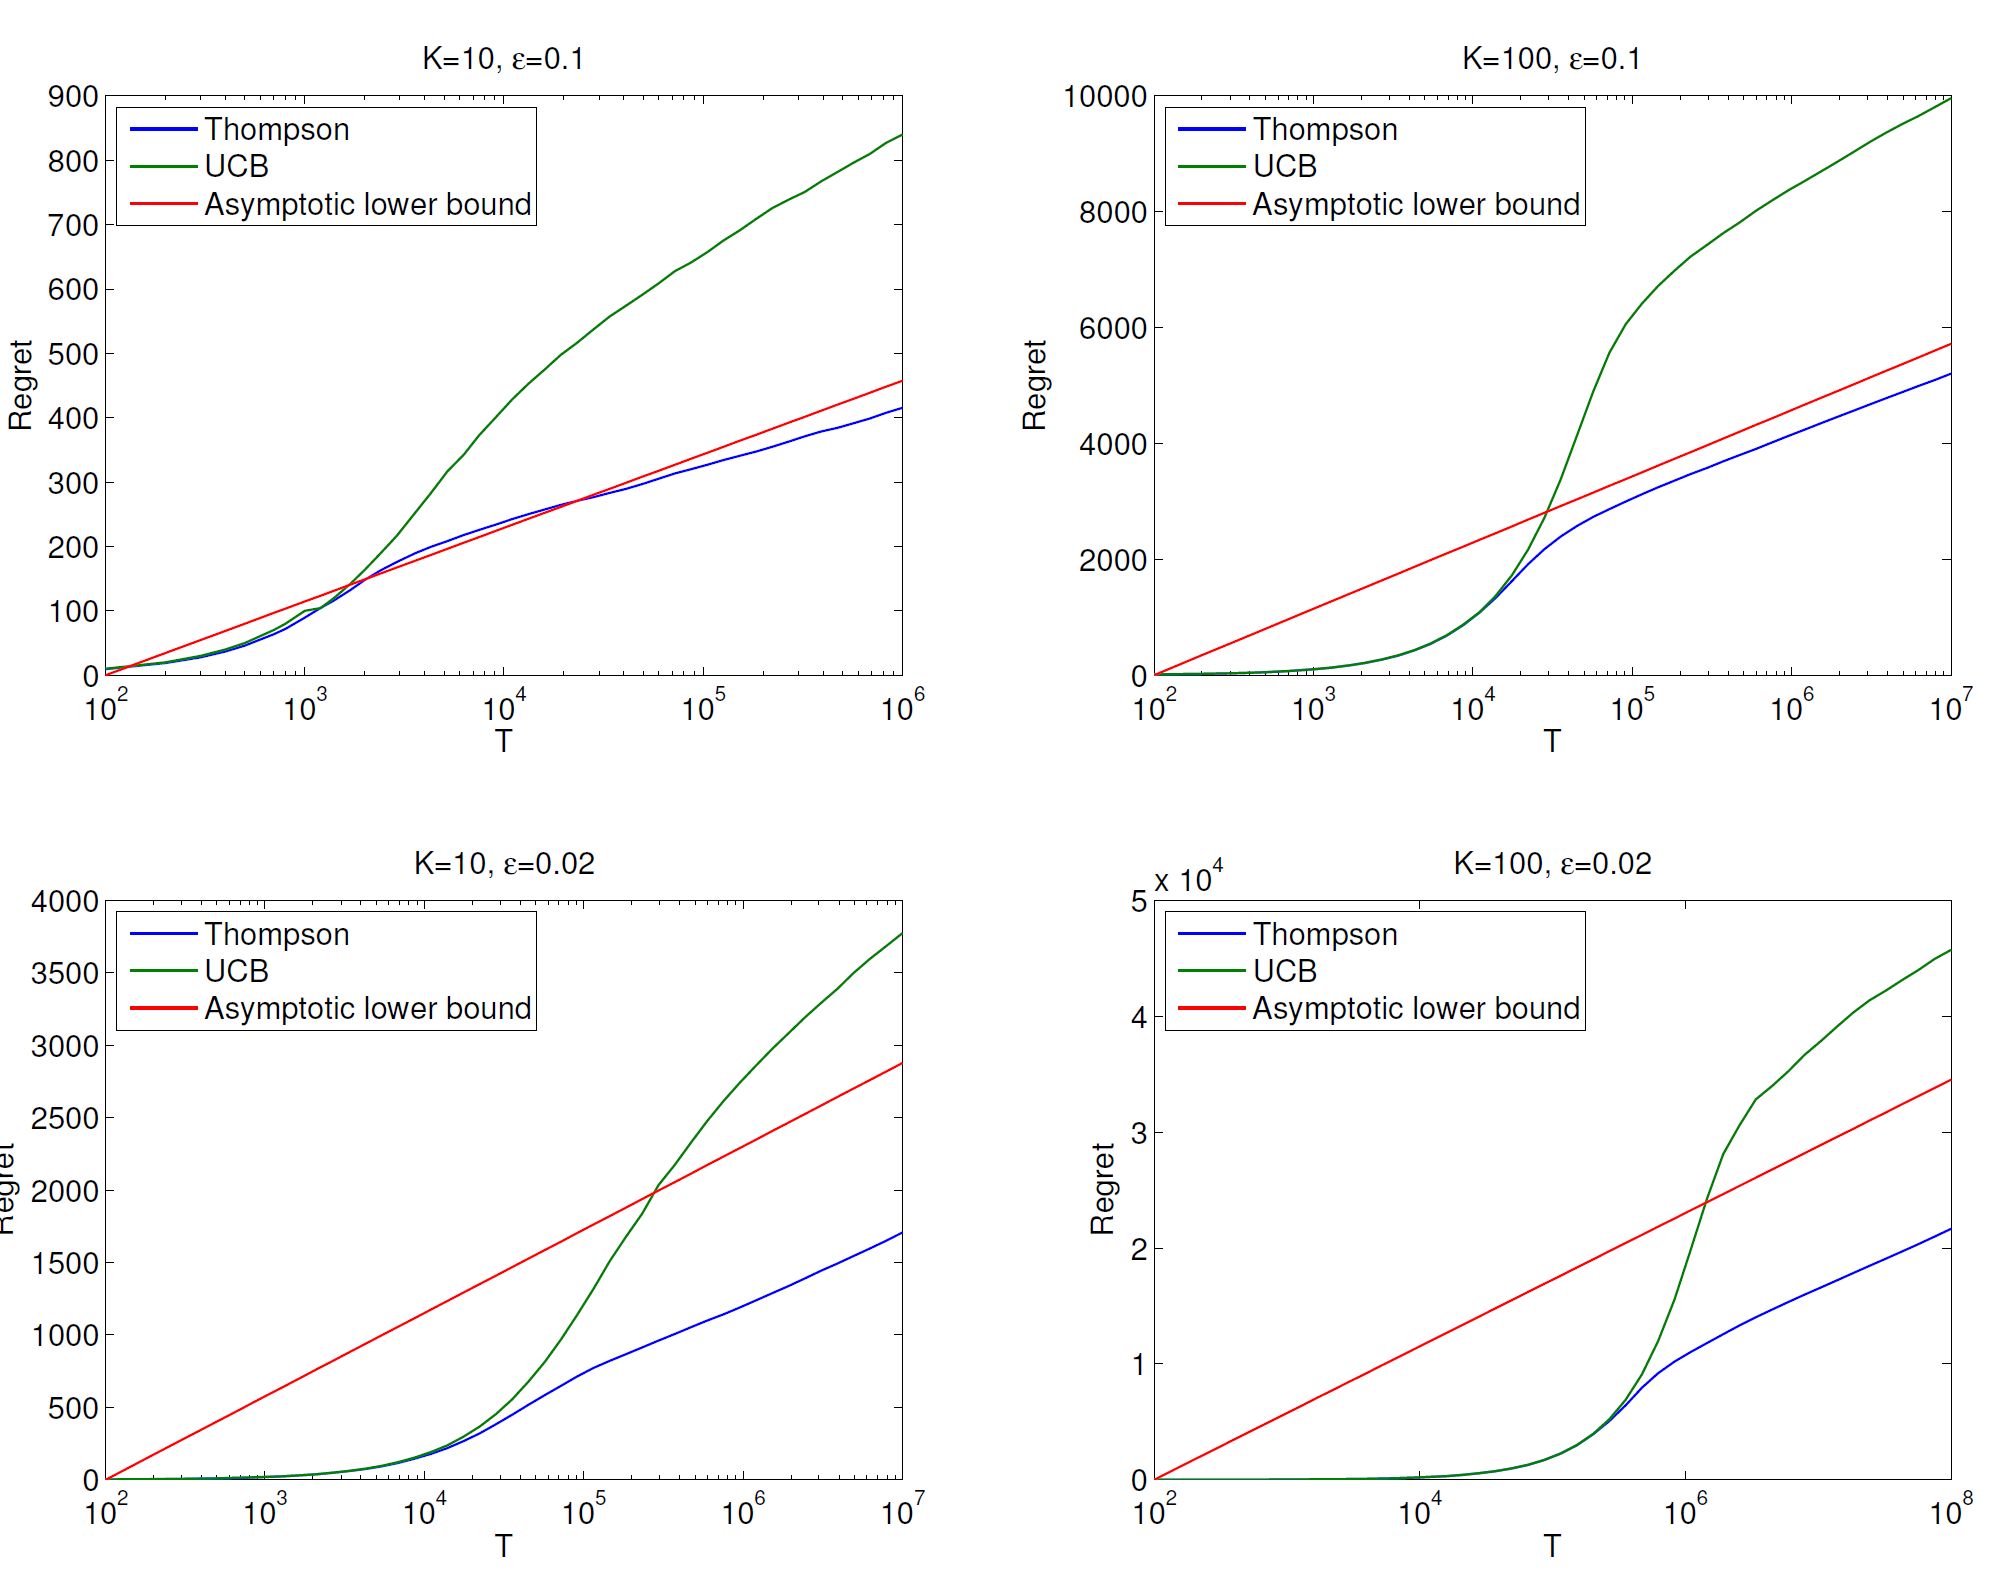 K=10, ε=0.1
900
800
700
600
500
400
300
200
100
0
Regret
Thompson
UCB
Asymptotic lower bound
10^2 10^3 10^4 10^5 10^6
T
K=100, ε=0.1
10000
8000
6000
4000
2000
0
Regret
Thompson
UCB
Asymptotic lower bound
10^2 10^3 10^4 10^5 10^6 10^7
T
K=10, ε=0.02
4000
3500
3000
2500
2000
1500
1000
500
0
Regret
Thompson
UCB
Asymptotic lower bound
10^2 10^3 10^4 10^5 10^6 10^7
T
K=100, ε=0.02
x 10^4
5
4
3
2
1
0
Regret
Thompson
UCB
Asymptotic lower bound
10^2 10^4 10^6 10^8
T